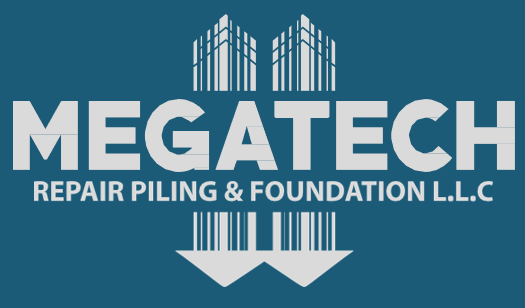 MEGATECH
REPAIR PILING & FOUNDATION L.L.C